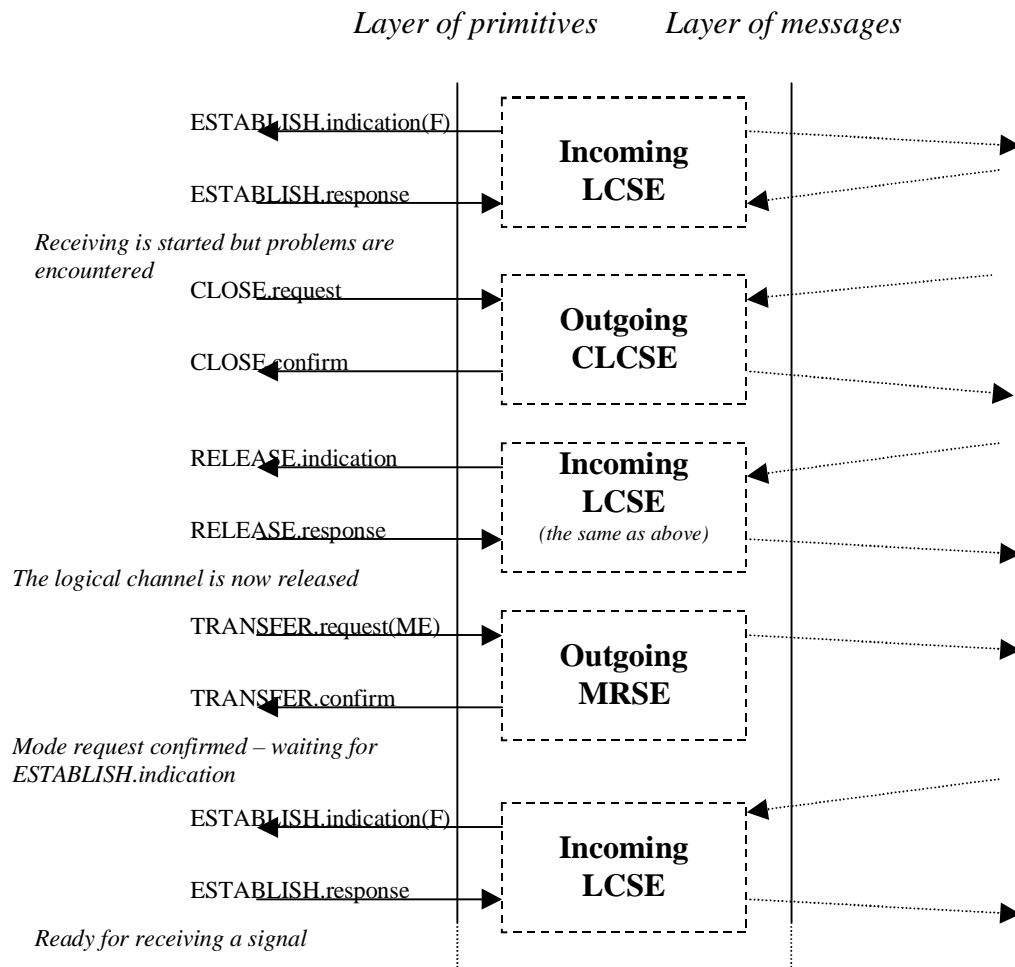 Layer of primitives Layer of messages
ESTABLISH.indication(F)
Incoming
LCSE
ESTABLISH.response
Receiving is started but problems are
encountered
CLOSE.request
Outgoing
CLCSE
CLOSE.confirm
RELEASE.indication
Incoming
LCSE
(the same as above)
RELEASE.response
The logical channel is now released
TRANSFER.request(ME)
Outgoing
MRSE
TRANSFER.confirm
Mode request confirmed – waiting for
ESTABLISH.indication
ESTABLISH.indication(F)
Incoming
LCSE
ESTABLISH.response
Ready for receiving a signal